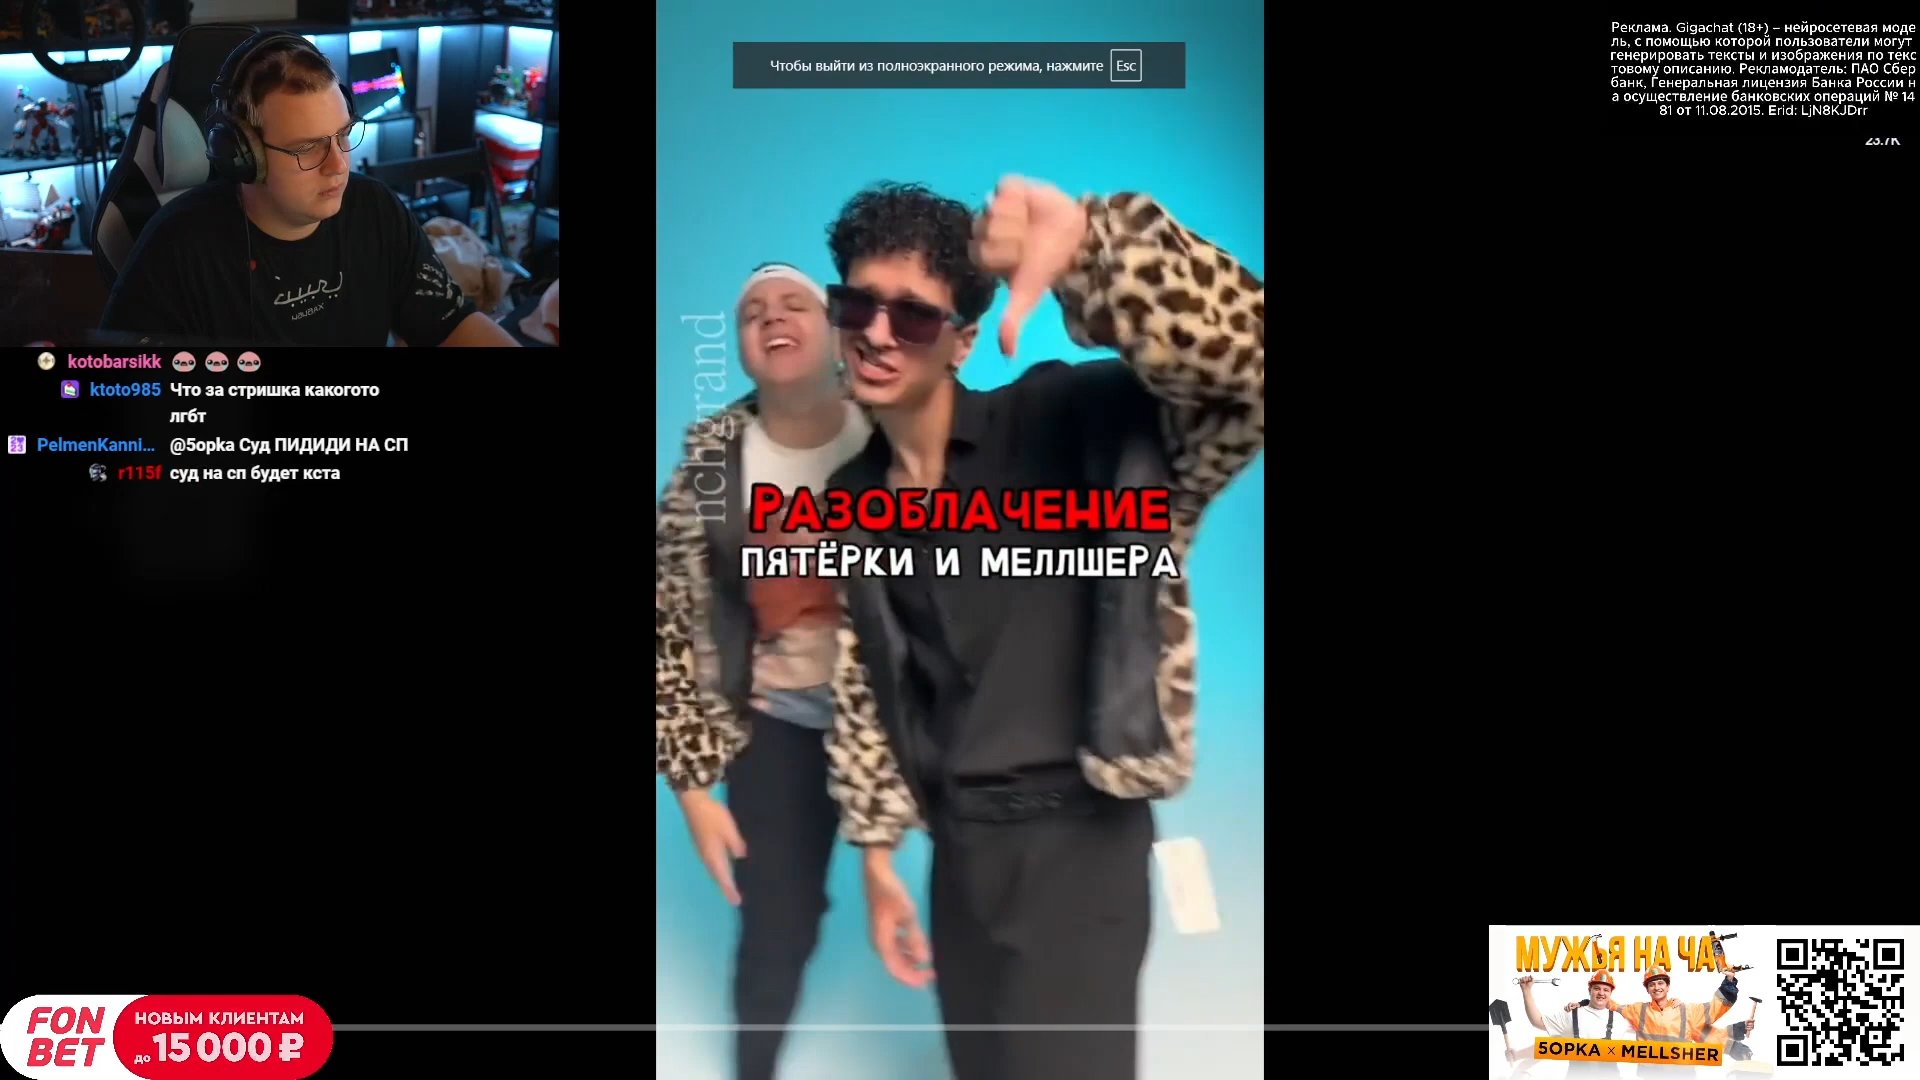 Чтобы выйти из полноэкранного режима, нажмите Esc
Реклама. Gigachat (18+) – нейросетевая моде
ль, с помощью которой пользователи могут
генерировать тексты и изображения по текс
товому описанию. Рекламодатель: ПАО Сбер
банк, Генеральная лицензия Банка России н
а осуществление банковских операций № 14
81 от 11.08.2015. Erid: LjN8KJDrr
kotobarsikk
ktoto985 Что за стришка какогото
лгбт
PelmenKanni... @5opka Суд ПИДИДИ НА СП
r115f суд на сп будет кста
nchgrand
РАЗОБЛАЧЕНИЕ
ПЯТЁРКИ И МЕЛЛШЕРА
FON
BET
НОВЫМ КЛИЕНТАМ
до 15 000 ₽
МУЖЬЯ НА ЧА
5OPKA × MELLSHER